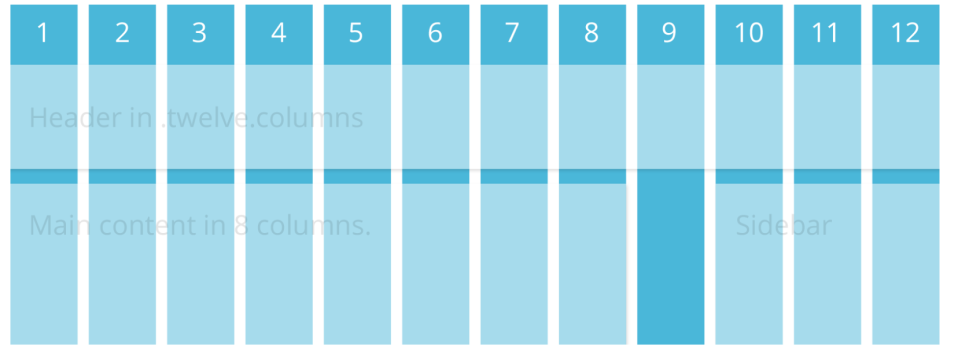 1 2 3 4 5 6 7 8 9 10 11 12
Header in .twelve.columns
Main content in 8 columns.
Sidebar